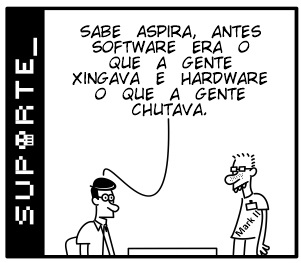 SUPORTE_
SABE ASPIRA, ANTES
SOFTWARE ERA O
QUE A GENTE
XINGAVA E HARDWARE
O QUE A GENTE
CHUTAVA.
Mark II